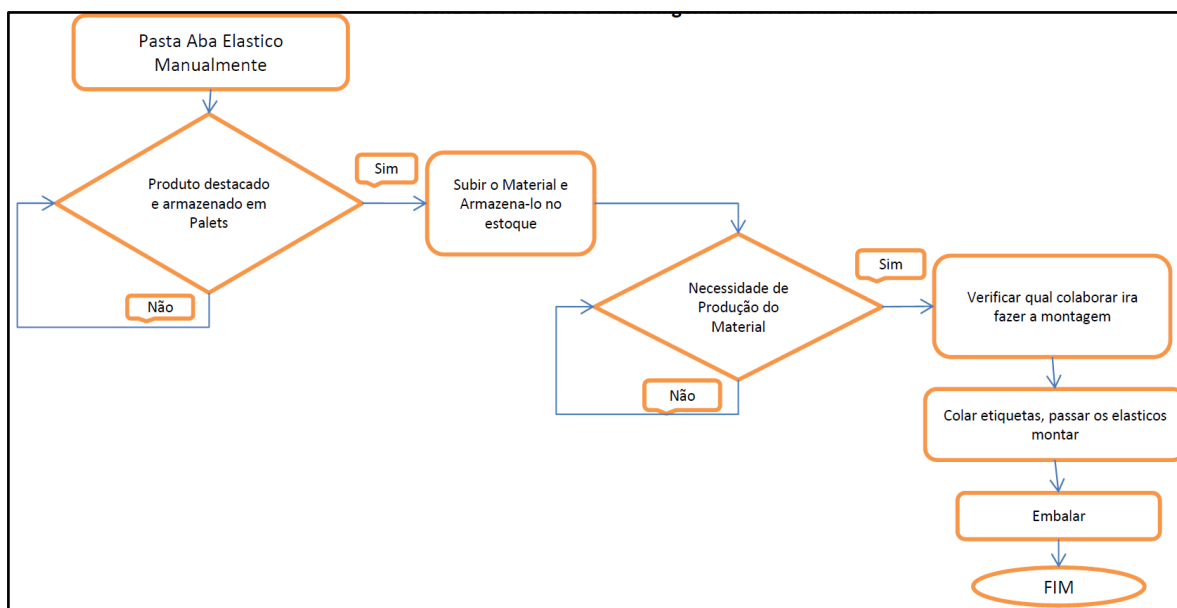 Pasta Aba Elastico
Manualmente
Produto destacado
e armazenado em
Palets
Sim
Não
Subir o Material e
Armazena-lo no
estoque
Necessidade de
Produção do
Material
Sim
Não
Verificar qual colaborar ira
fazer a montagem
Colar etiquetas, passar os elasticos
montar
Embalar
FIM